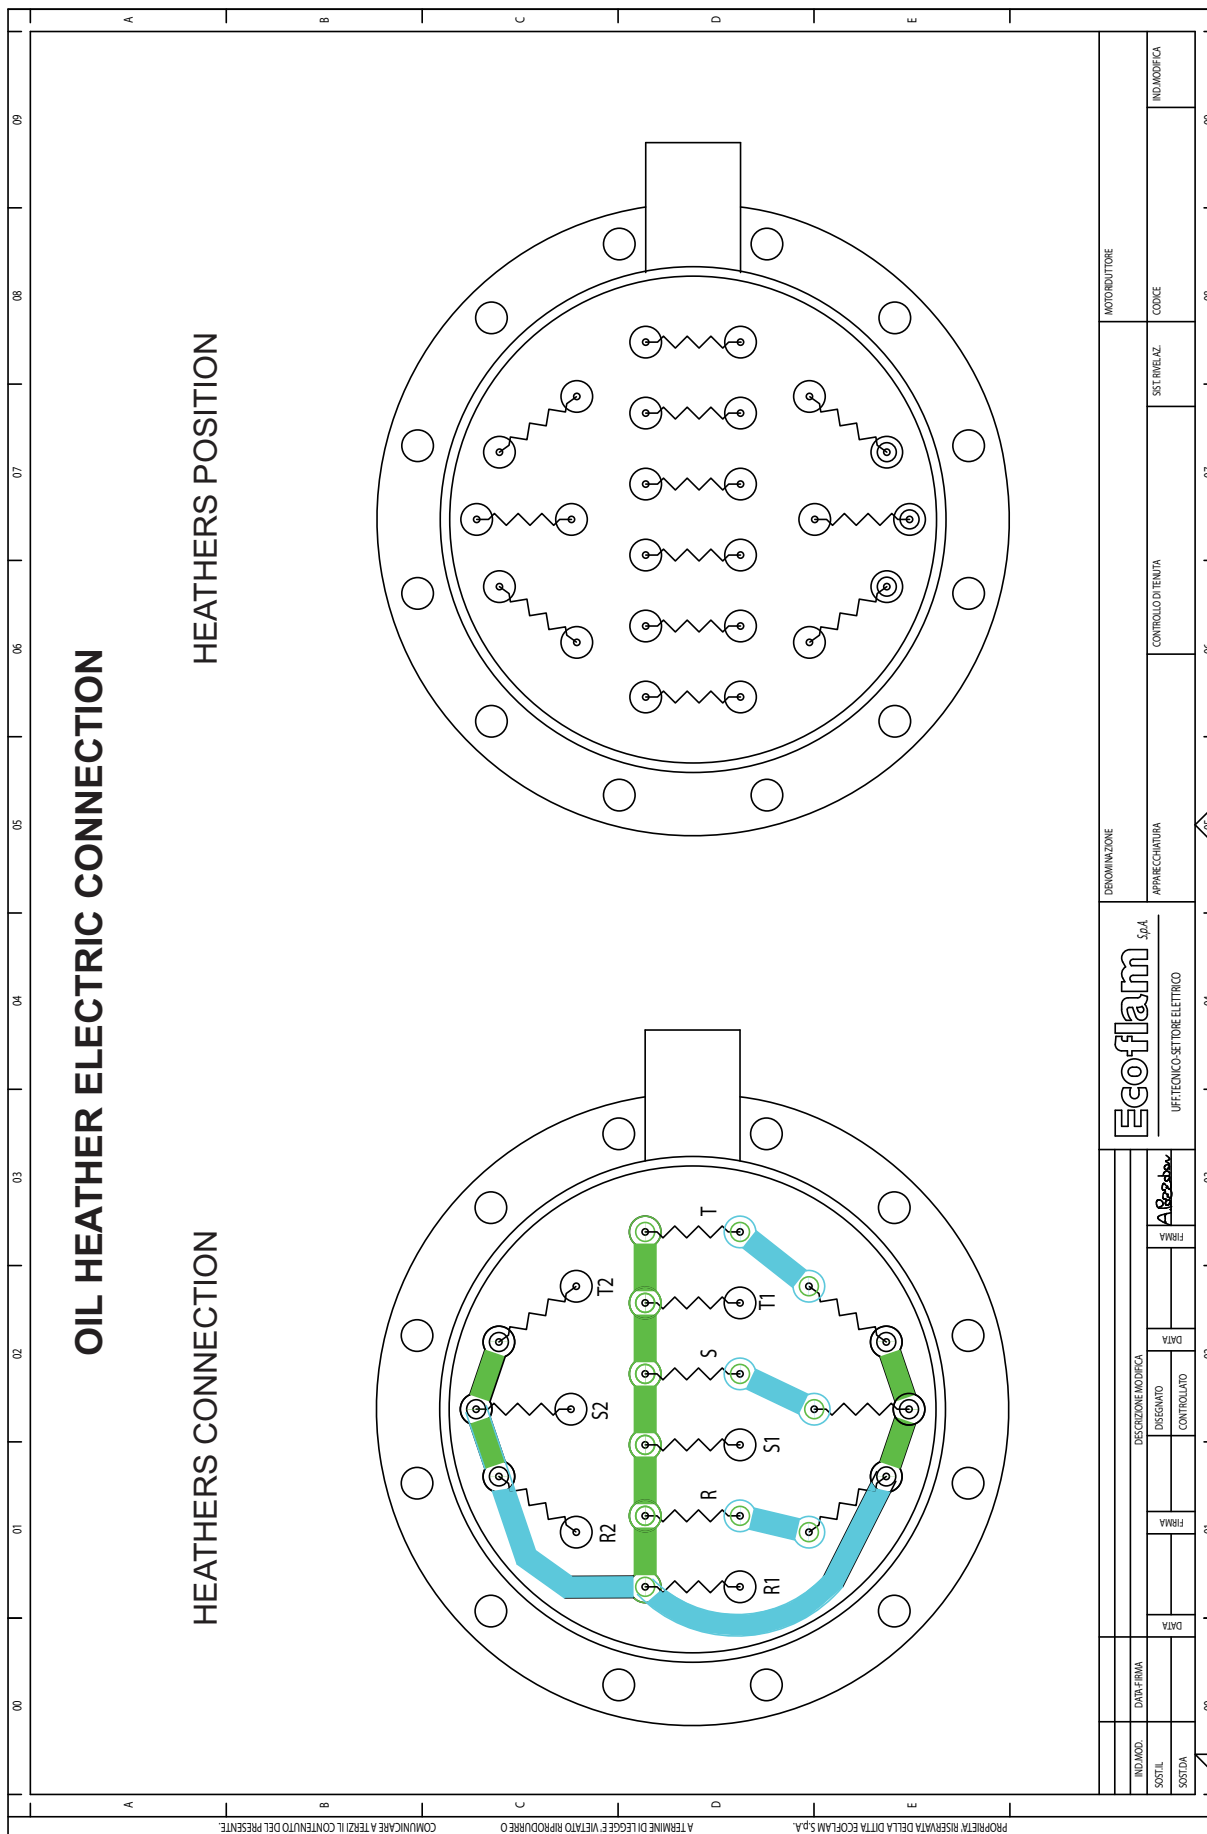 OIL HEATHER ELECTRIC CONNECTION
HEATHERS CONNECTION
HEATHERS POSITION
00 01 02 03 04 05 06 07 08 09
A
B
C
D
E
A
B
C
D
E
T2
S2
R2
T
T1
S
S1
R
R1
PROPRIETA' RISERVATA DELLA DITTA ECOFLAM S.p.A.
A TERMINE DI LEGGE E' VIETATO RIPRODURRE O
COMUNICARE A TERZI IL CONTENUTO DEL PRESENTE.
IND.MOD.
DATA-FIRMA
DESCRIZIONE MODIFICA
SOST.IL
SOST.DA
DATA
FIRMA
DISEGNATO
CONTROLLATO
DATA
FIRMA
Ecoflam S.p.A.
UFF.TECNICO-SETTORE ELETTRICO
DENOMINAZIONE
MOTORIDUTTORE
APPARECCHIATURA
CONTROLLO DI TENUTA
SIST. RIVELAZ.
CODICE
IND.MODIFICA